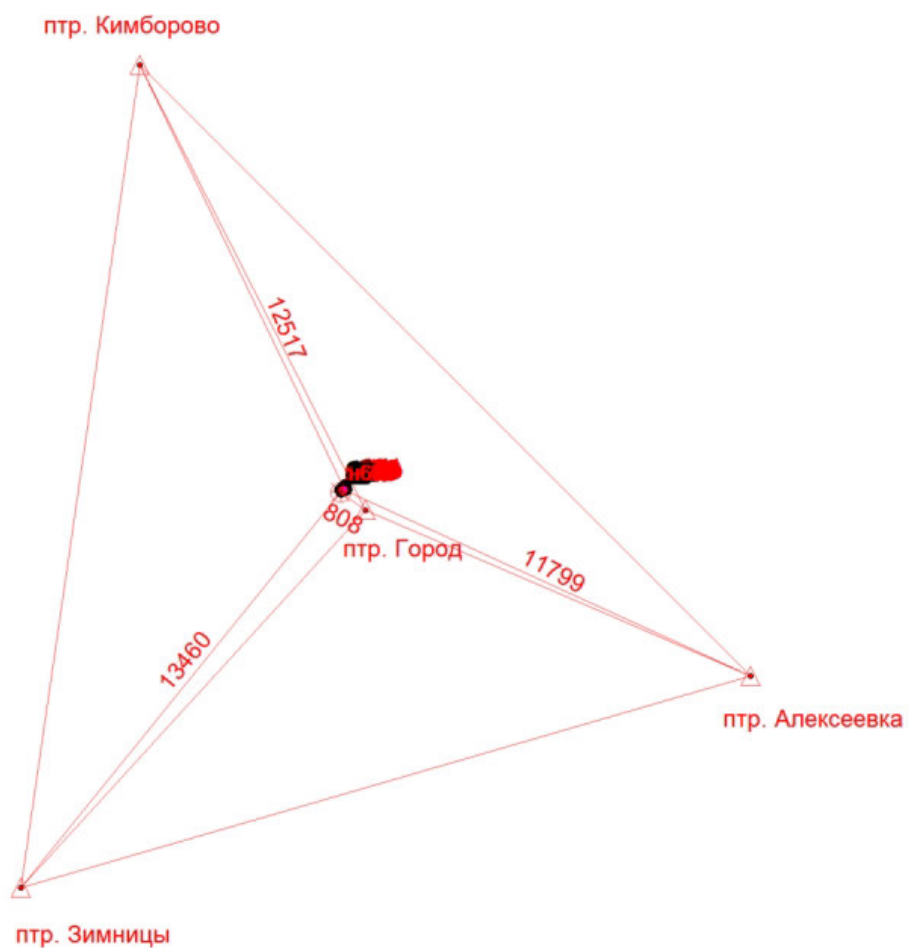 птр. Кимборово
12517
808
птр. Город
11799
13460
птр. Алексеевка
птр. Зимницы